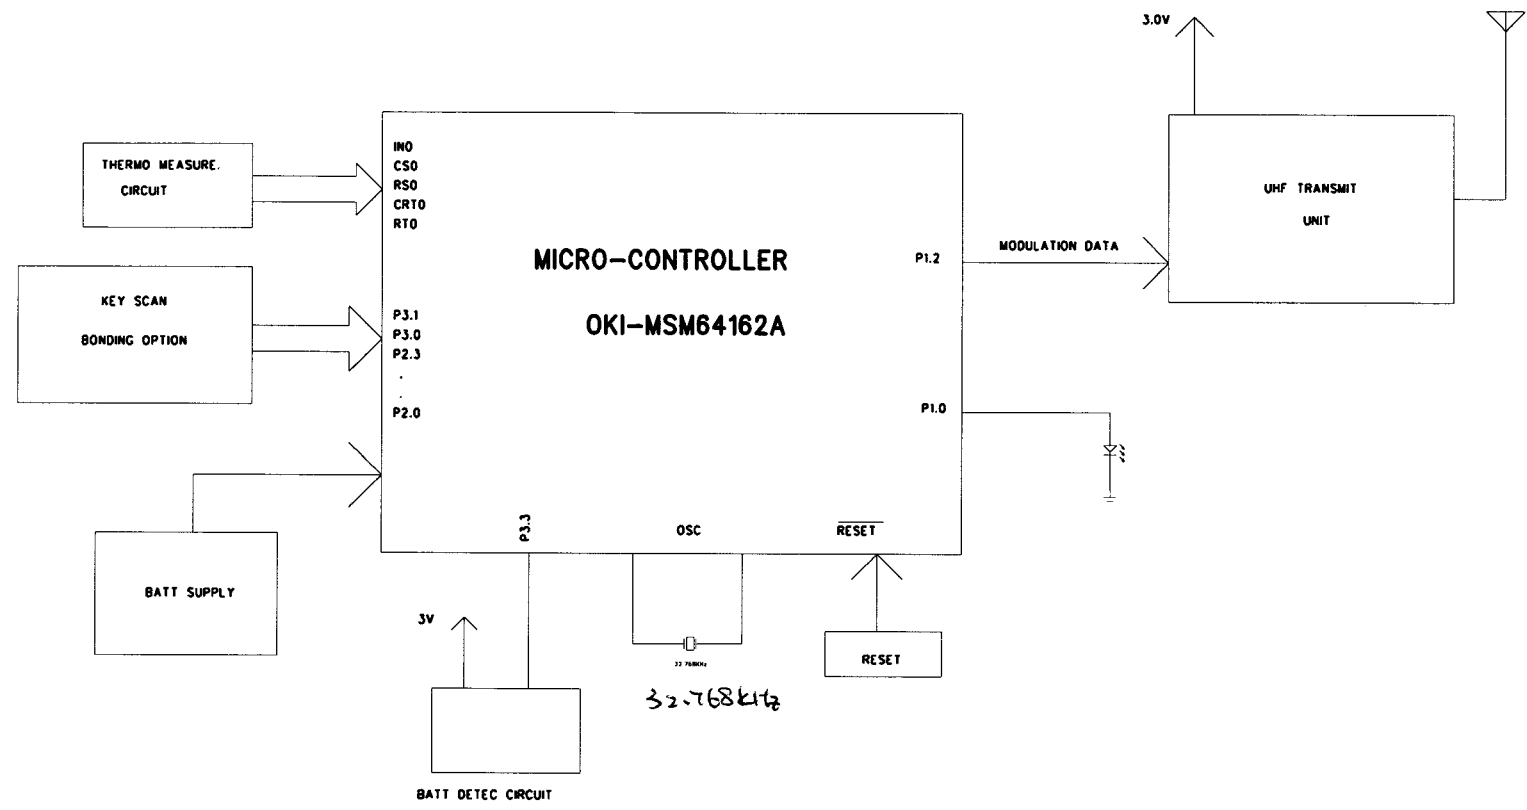 3.0V
THERMO MEASURE.
CIRCUIT
IN0
CS0
RS0
CRT0
RT0
UHF TRANSMIT
UNIT
MICRO-CONTROLLER
OKI-MSM64162A
P1.2
MODULATION DATA
KEY SCAN
BONDING OPTION
P3.1
P3.0
P2.3
.
.
P2.0
P1.0
P3.3
OSC
RESET
BATT SUPPLY
3V
32.768KHz
RESET
32.768kHz
BATT DETEC CIRCUIT